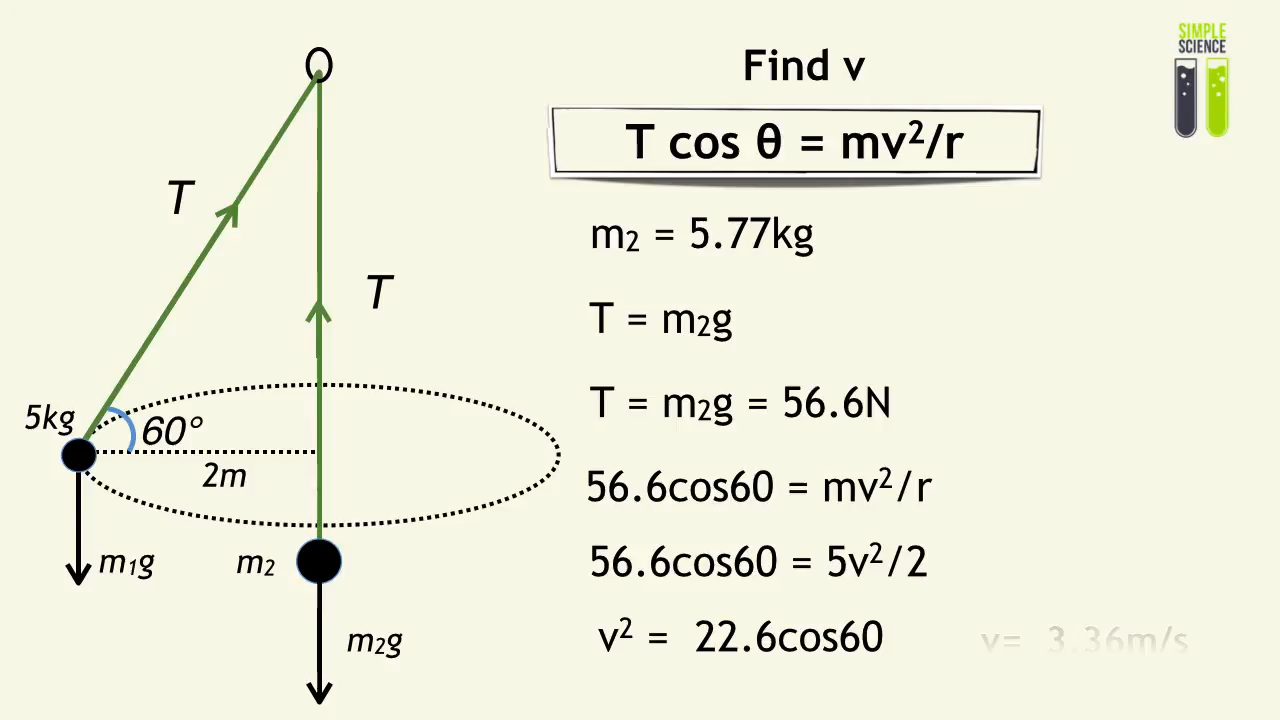 SIMPLE
SCIENCE
Find v
T cos θ = mv²/r
m₂ = 5.77kg
T = m₂g
T = m₂g = 56.6N
56.6cos60 = mv²/r
56.6cos60 = 5v²/2
v² = 22.6cos60
v= 3.36m/s
T
T
5kg
60°
2m
m₁g
m₂
m₂g